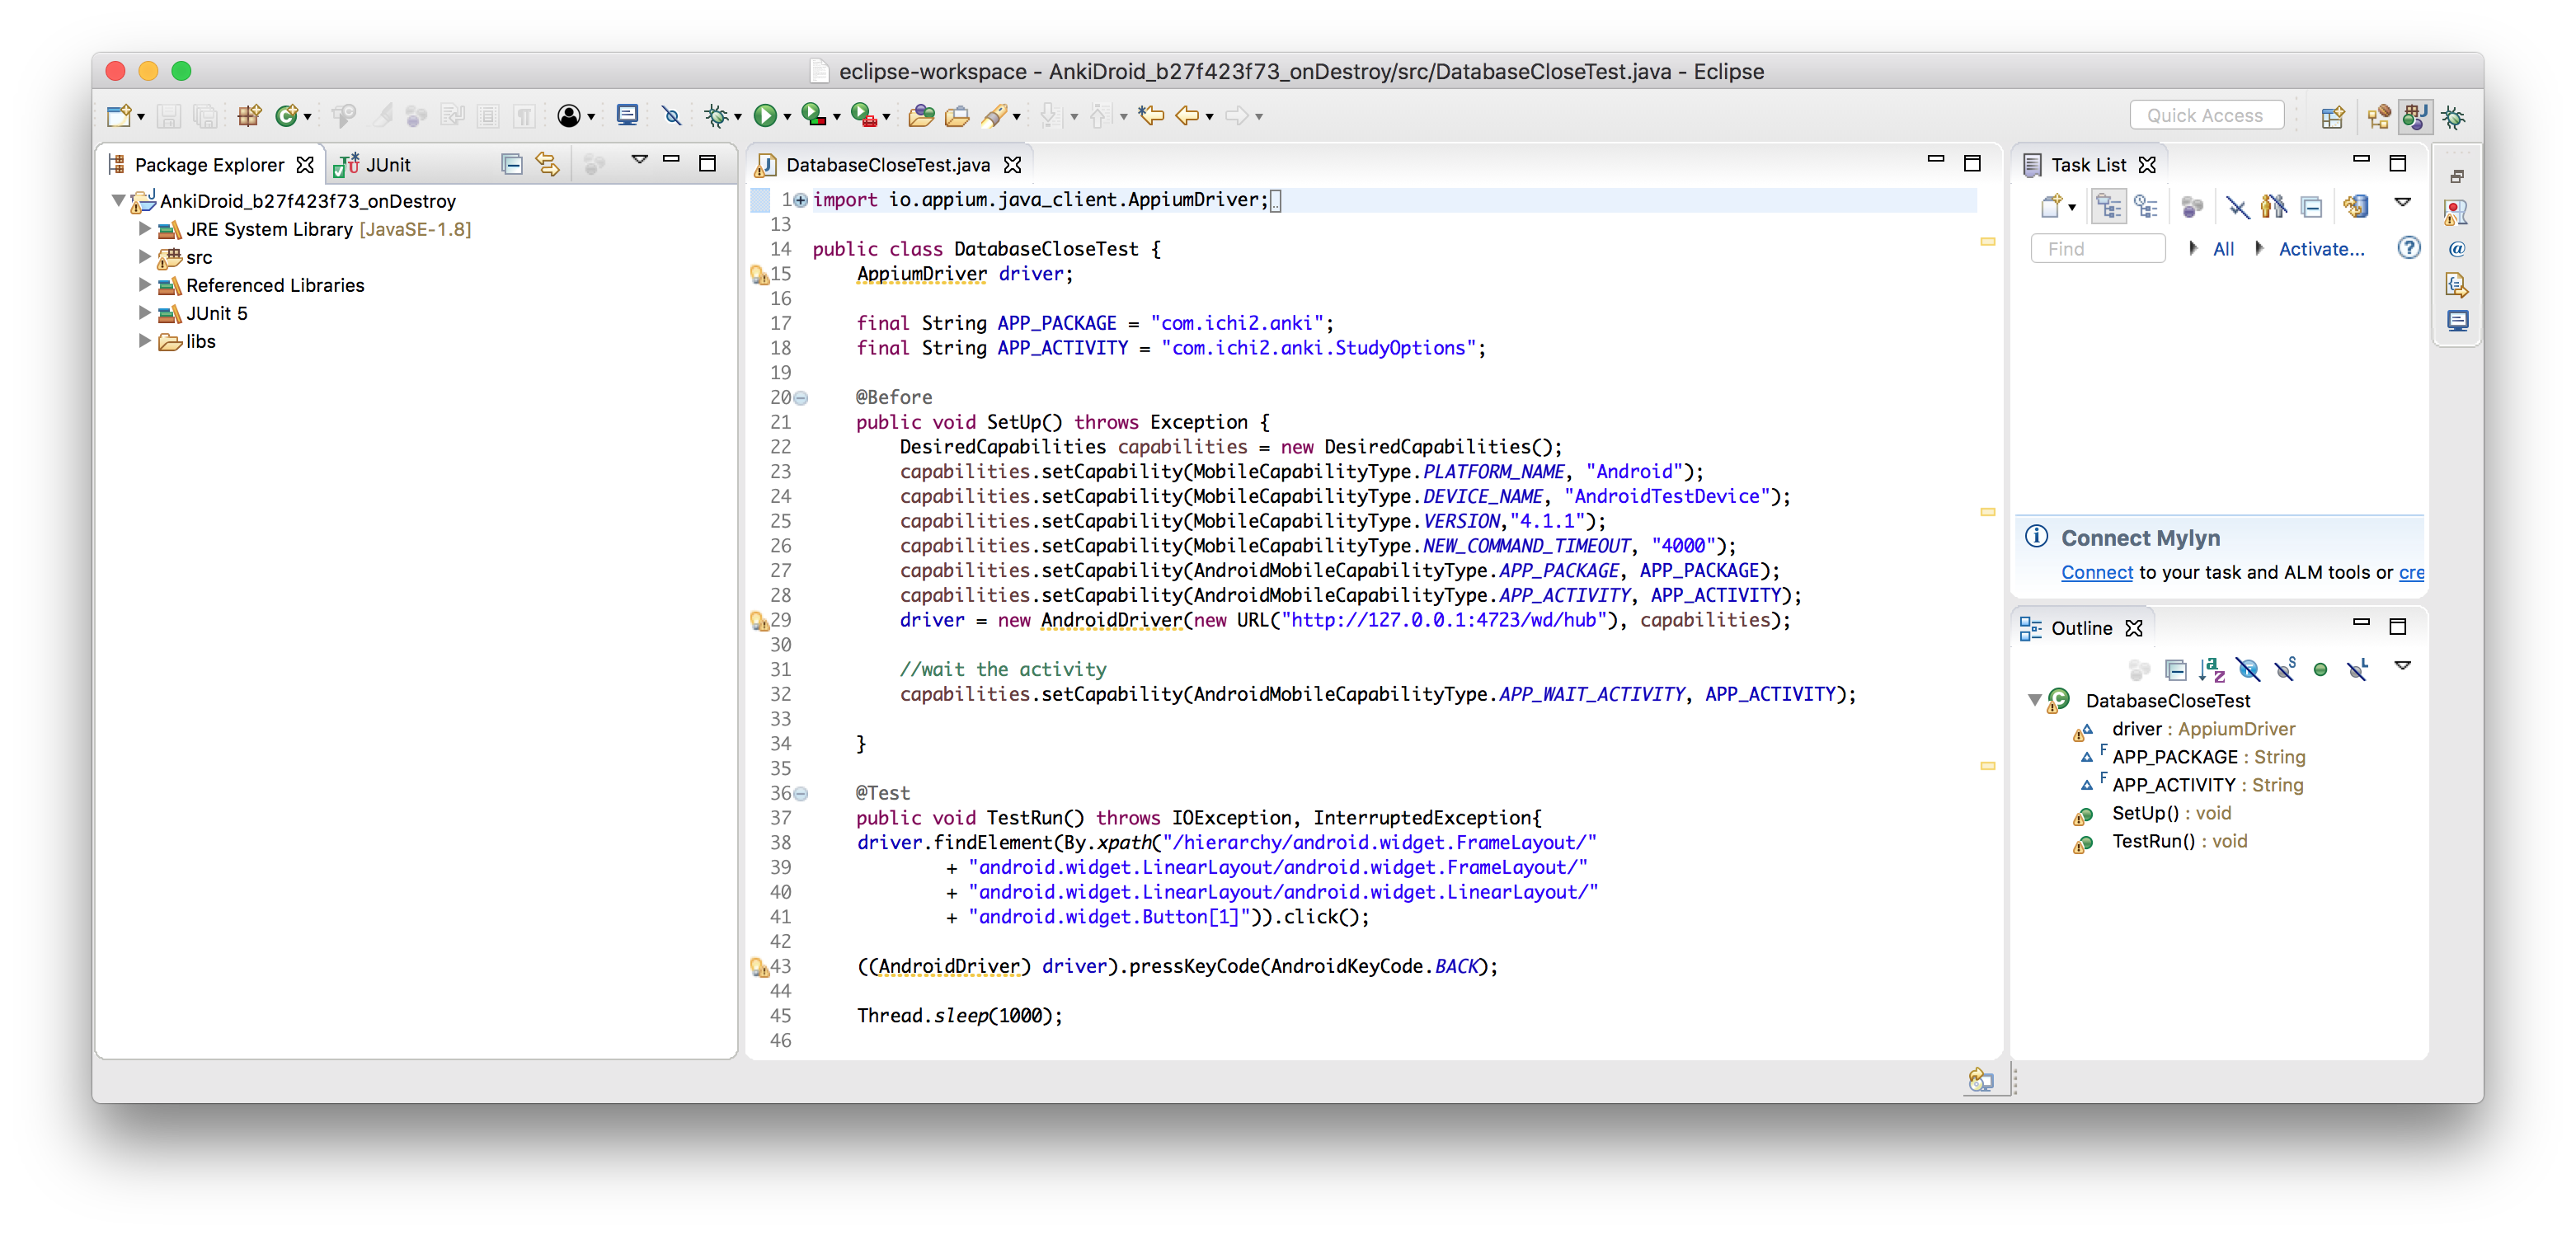 eclipse-workspace - AnkiDroid_b27f423f73_onDestroy/src/DatabaseCloseTest.java - Eclipse
Quick Access
Package Explorer
JUnit
AnkiDroid_b27f423f73_onDestroy
JRE System Library [JavaSE-1.8]
src
Referenced Libraries
JUnit 5
libs
DatabaseCloseTest.java
1 import io.appium.java_client.AppiumDriver;
13
14 public class DatabaseCloseTest {
15 AppiumDriver driver;
16
17 final String APP_PACKAGE = "com.ichi2.anki";
18 final String APP_ACTIVITY = "com.ichi2.anki.StudyOptions";
19
20 @Before
21 public void SetUp() throws Exception {
22 DesiredCapabilities capabilities = new DesiredCapabilities();
23 capabilities.setCapability(MobileCapabilityType.PLATFORM_NAME, "Android");
24 capabilities.setCapability(MobileCapabilityType.DEVICE_NAME, "AndroidTestDevice");
25 capabilities.setCapability(MobileCapabilityType.VERSION,"4.1.1");
26 capabilities.setCapability(MobileCapabilityType.NEW_COMMAND_TIMEOUT, "4000");
27 capabilities.setCapability(AndroidMobileCapabilityType.APP_PACKAGE, APP_PACKAGE);
28 capabilities.setCapability(AndroidMobileCapabilityType.APP_ACTIVITY, APP_ACTIVITY);
29 driver = new AndroidDriver(new URL("http://127.0.0.1:4723/wd/hub"), capabilities);
30
31 //wait the activity
32 capabilities.setCapability(AndroidMobileCapabilityType.APP_WAIT_ACTIVITY, APP_ACTIVITY);
33
34 }
35
36 @Test
37 public void TestRun() throws IOException, InterruptedException{
38 driver.findElement(By.xpath("/hierarchy/android.widget.FrameLayout/"
39 + "android.widget.LinearLayout/android.widget.FrameLayout/"
40 + "android.widget.LinearLayout/android.widget.LinearLayout/"
41 + "android.widget.Button[1]")).click();
42
43 ((AndroidDriver) driver).pressKeyCode(AndroidKeyCode.BACK);
44
45 Thread.sleep(1000);
46
Task List
Find
All
Activate...
Connect Mylyn
Connect to your task and ALM tools or cre
Outline
DatabaseCloseTest
driver : AppiumDriver
APP_PACKAGE : String
APP_ACTIVITY : String
SetUp() : void
TestRun() : void